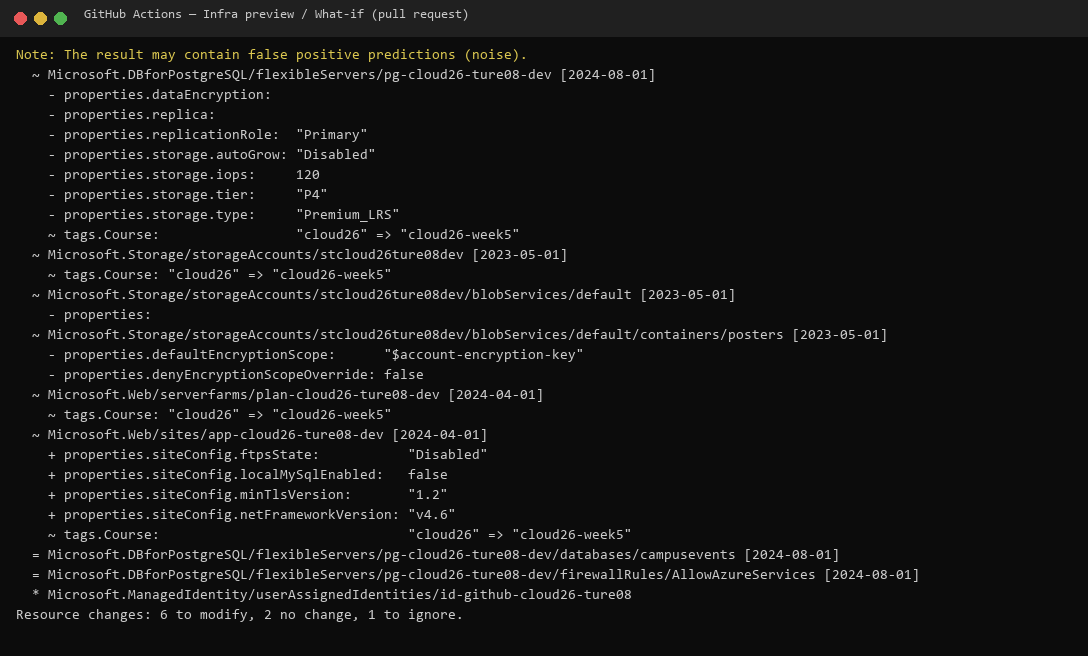 GitHub Actions — Infra preview / What-if (pull request)
Note: The result may contain false positive predictions (noise).
~ Microsoft.DBforPostgreSQL/flexibleServers/pg-cloud26-ture08-dev [2024-08-01]
- properties.dataEncryption:
- properties.replica:
- properties.replicationRole: "Primary"
- properties.storage.autoGrow: "Disabled"
- properties.storage.iops: 120
- properties.storage.tier: "P4"
- properties.storage.type: "Premium_LRS"
~ tags.Course: "cloud26" => "cloud26-week5"
~ Microsoft.Storage/storageAccounts/stcloud26ture08dev [2023-05-01]
~ tags.Course: "cloud26" => "cloud26-week5"
~ Microsoft.Storage/storageAccounts/stcloud26ture08dev/blobServices/default [2023-05-01]
- properties:
~ Microsoft.Storage/storageAccounts/stcloud26ture08dev/blobServices/default/containers/posters [2023-05-01]
- properties.defaultEncryptionScope: "$account-encryption-key"
- properties.denyEncryptionScopeOverride: false
~ Microsoft.Web/serverfarms/plan-cloud26-ture08-dev [2024-04-01]
~ tags.Course: "cloud26" => "cloud26-week5"
~ Microsoft.Web/sites/app-cloud26-ture08-dev [2024-04-01]
+ properties.siteConfig.ftpsState: "Disabled"
+ properties.siteConfig.localMySqlEnabled: false
+ properties.siteConfig.minTlsVersion: "1.2"
+ properties.siteConfig.netFrameworkVersion: "v4.6"
~ tags.Course: "cloud26" => "cloud26-week5"
= Microsoft.DBforPostgreSQL/flexibleServers/pg-cloud26-ture08-dev/databases/campusevents [2024-08-01]
= Microsoft.DBforPostgreSQL/flexibleServers/pg-cloud26-ture08-dev/firewallRules/AllowAzureServices [2024-08-01]
* Microsoft.ManagedIdentity/userAssignedIdentities/id-github-cloud26-ture08
Resource changes: 6 to modify, 2 no change, 1 to ignore.